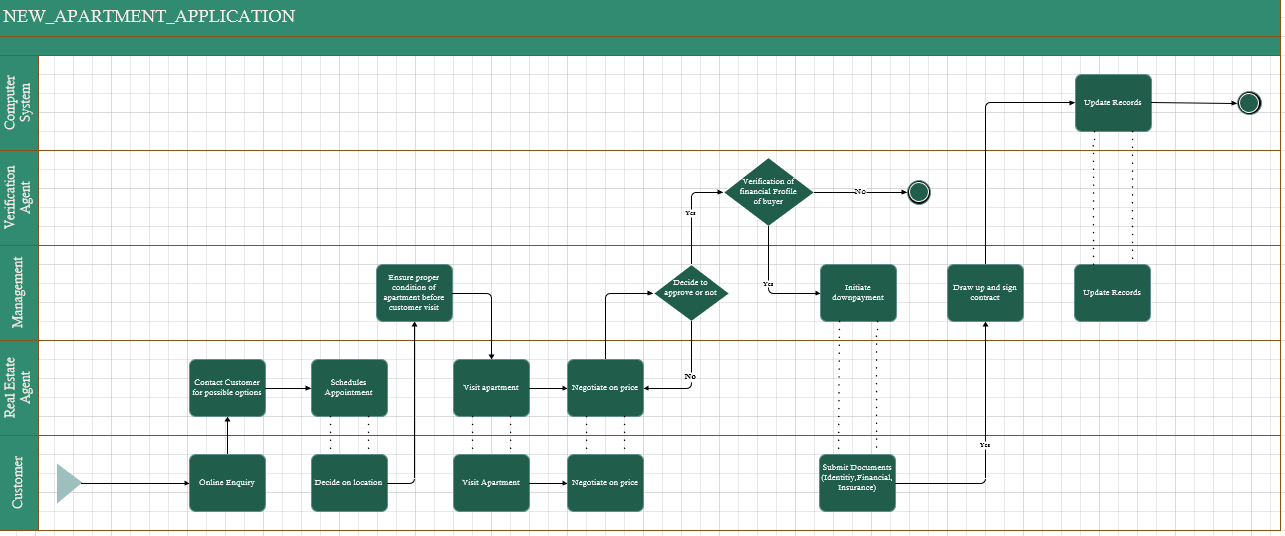 NEW_APARTMENT_APPLICATION
Computer
System
Update Records
Verification
Agent
Verification of
financial Profile
of buyer
No
Yes
Management
Ensure proper
condition of
apartment before
customer visit
Decide to
approve or not
Yes
Initiate
downpayment
Draw up and sign
contract
Update Records
Real Estate
Agent
Contact Customer
for possible options
Schedules
Appointment
Visit apartment
Negotiate on price
No
Customer
Online Enquiry
Decide on location
Visit Apartment
Negotiate on price
Submit Documents
(Identitiy,Financial,
Insurance)
Yes